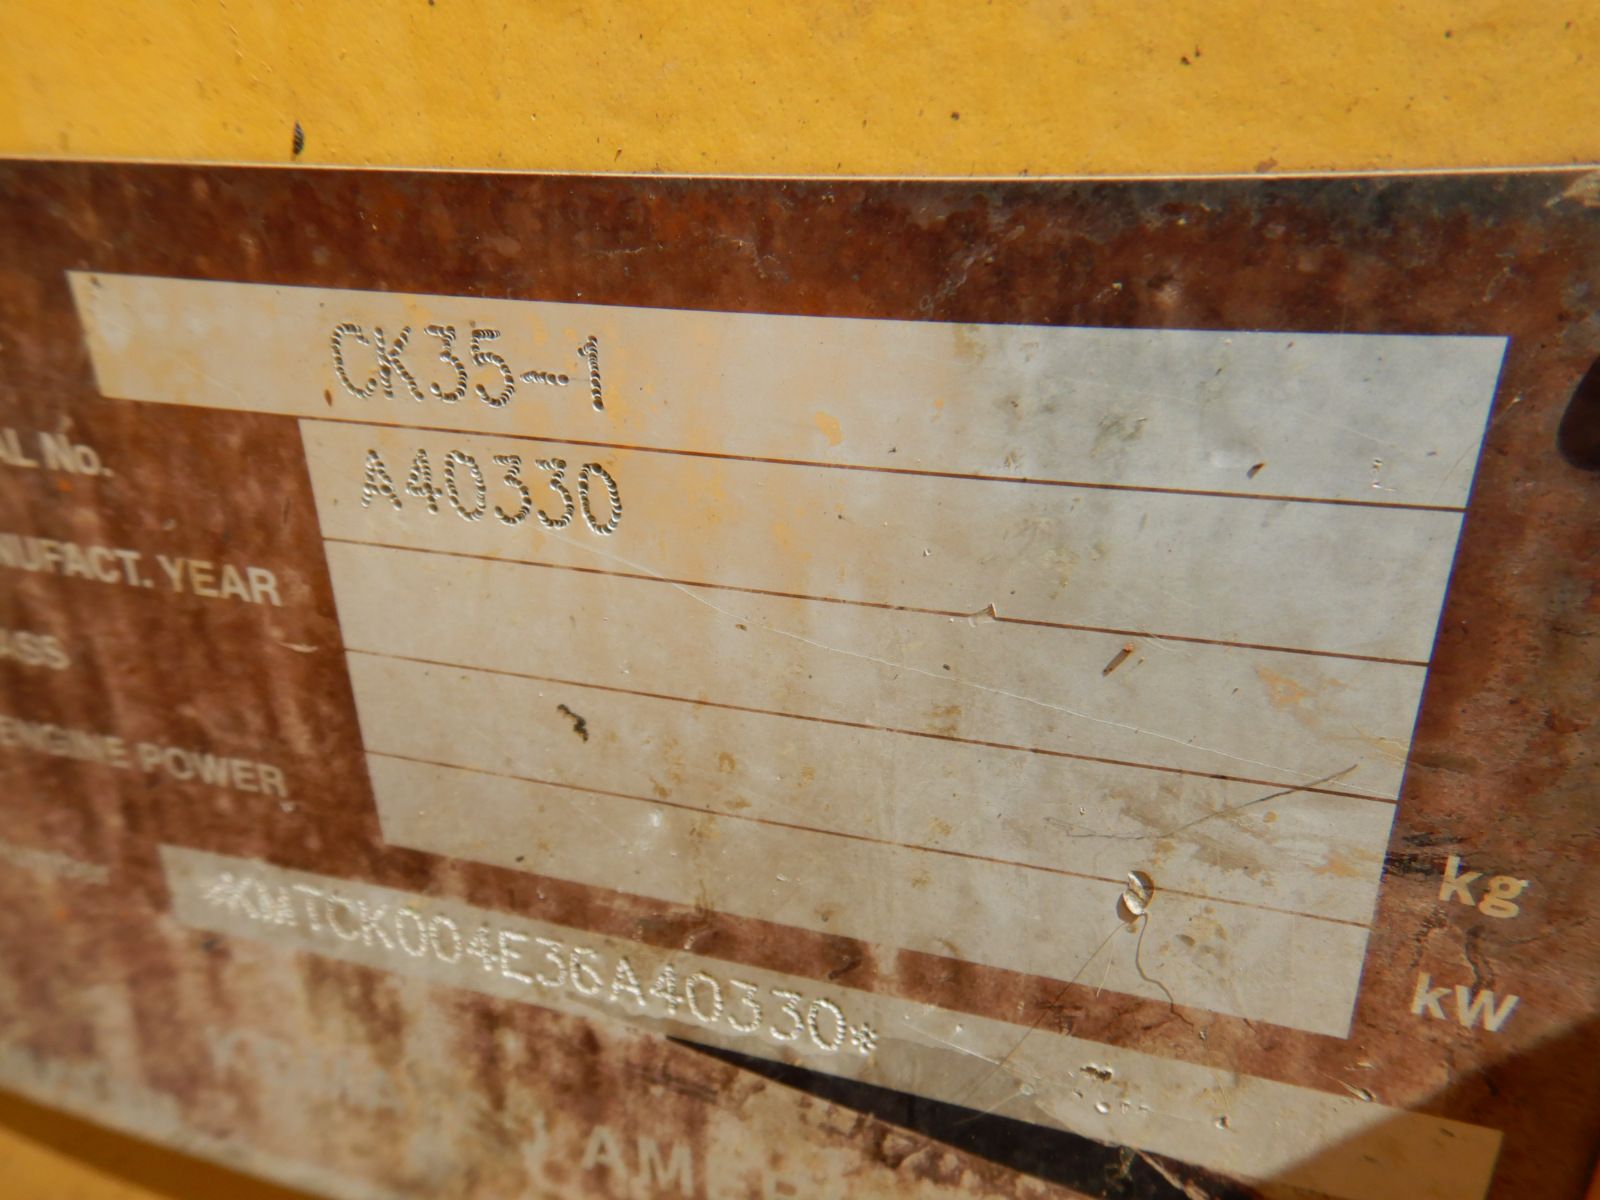 CK35-1
AL No. A40330
NUFACT. YEAR
ASS kg
ENGINE POWER kW
*KMTCK004E36A40330*